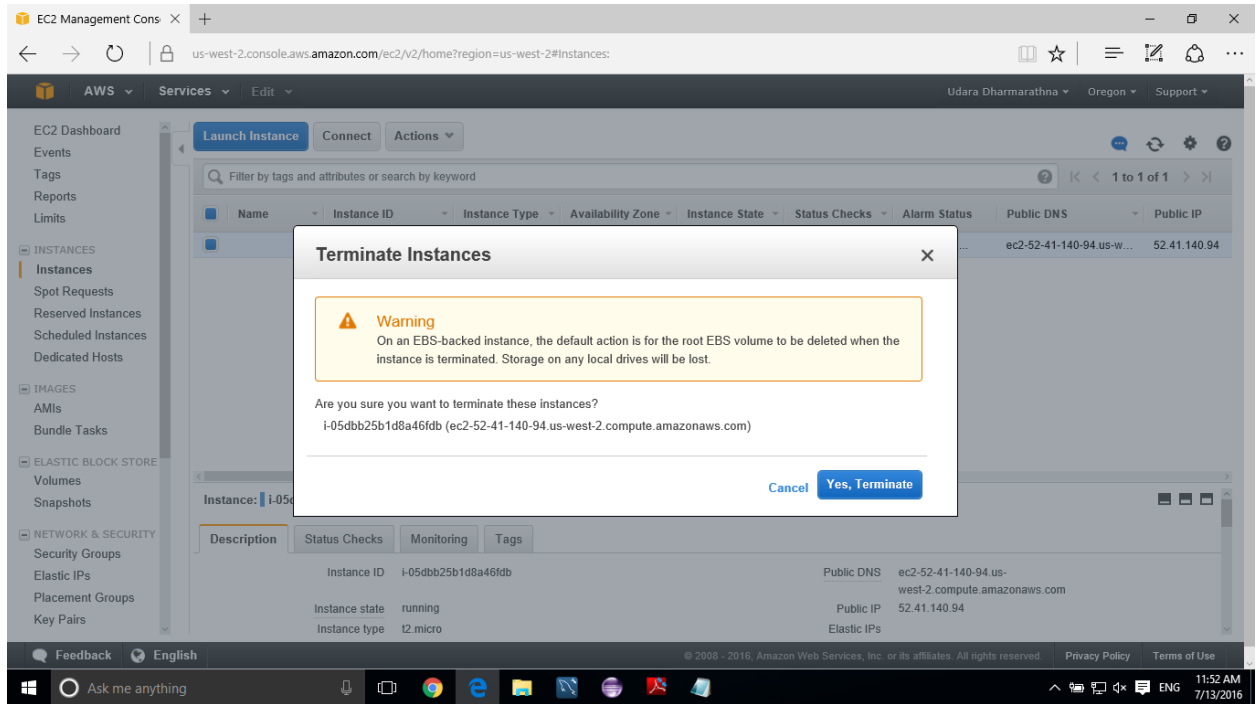 EC2 Management Cons
us-west-2.console.aws.amazon.com/ec2/v2/home?region=us-west-2#Instances:
AWS Services Edit Udara Dharmarathna Oregon Support
EC2 Dashboard
Events
Tags
Reports
Limits
INSTANCES
Instances
Spot Requests
Reserved Instances
Scheduled Instances
Dedicated Hosts
IMAGES
AMIs
Bundle Tasks
ELASTIC BLOCK STORE
Volumes
Snapshots
NETWORK & SECURITY
Security Groups
Elastic IPs
Placement Groups
Key Pairs
Launch Instance Connect Actions
Filter by tags and attributes or search by keyword 1 to 1 of 1
Name Instance ID Instance Type Availability Zone Instance State Status Checks Alarm Status Public DNS Public IP
... ec2-52-41-140-94.us-w... 52.41.140.94
Terminate Instances
Warning
On an EBS-backed instance, the default action is for the root EBS volume to be deleted when the
instance is terminated. Storage on any local drives will be lost.
Are you sure you want to terminate these instances?
i-05dbb25b1d8a46fdb (ec2-52-41-140-94.us-west-2.compute.amazonaws.com)
Cancel Yes, Terminate
Instance: i-05
Description Status Checks Monitoring Tags
Instance ID i-05dbb25b1d8a46fdb Public DNS ec2-52-41-140-94.us-
west-2.compute.amazonaws.com
Instance state running Public IP 52.41.140.94
Instance type t2.micro Elastic IPs
Feedback English © 2008 - 2016, Amazon Web Services, Inc. or its affiliates. All rights reserved. Privacy Policy Terms of Use
Ask me anything ENG 11:52 AM
7/13/2016